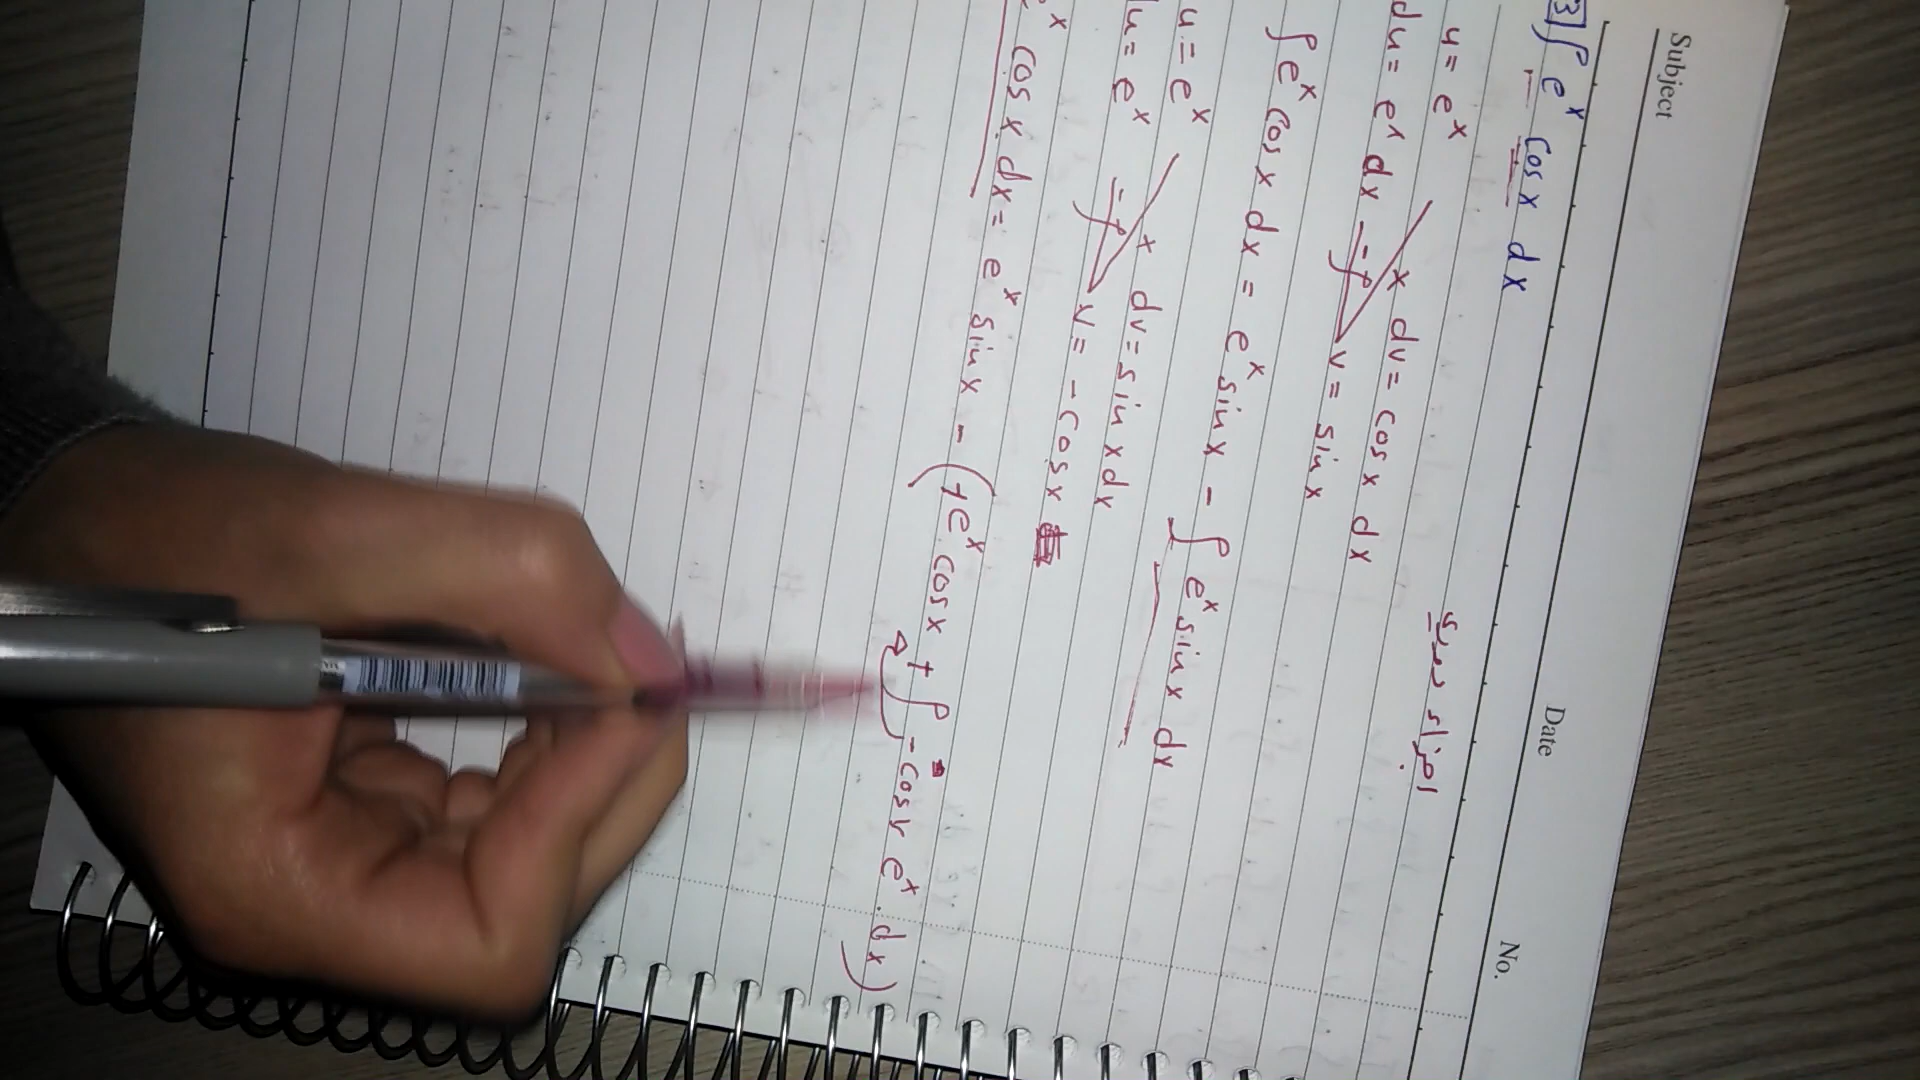 Subject
Date
No.
3 ∫ e^x cos x dx
اجزاء دوري
u = e^x dv = cos x dx
du = e^x dx -∫ v = sin x
∫ e^x cos x dx = e^x sin x - ∫ e^x sin x dx
u = e^x dv = sin x dx
du = e^x -∫ v = - cos x
e^x cos x dx = e^x sin x - (+e^x cos x + ∫ - cos x e^x . dx)